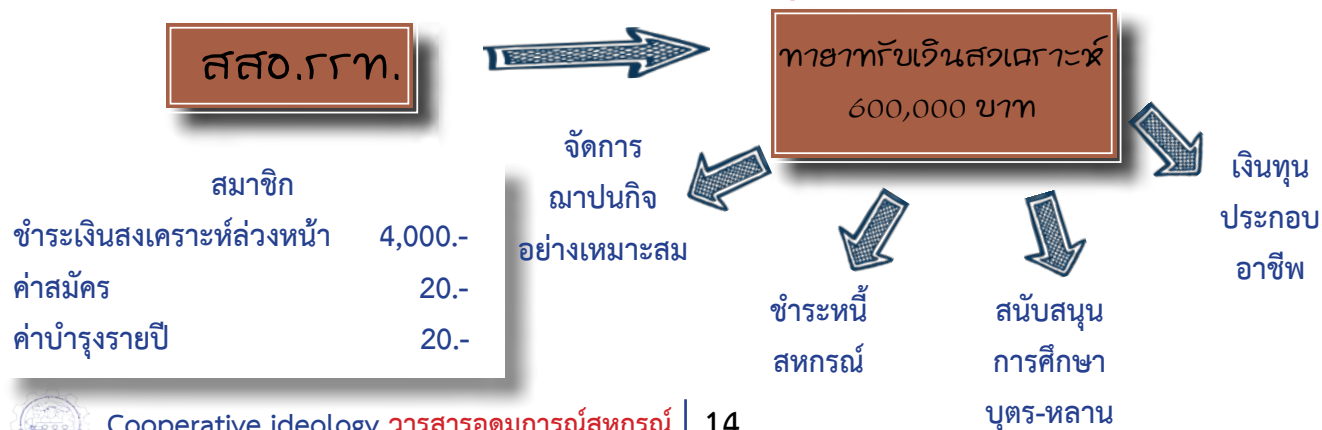 สสอ.รรท.
ทายาทรับเงินสงเคราะห์
600,000 บาท
สมาชิก
ชำระเงินสงเคราะห์ล่วงหน้า 4,000.-
ค่าสมัคร 20.-
ค่าบำรุงรายปี 20.-
จัดการ
ฌาปนกิจ
อย่างเหมาะสม
ชำระหนี้
สหกรณ์
สนับสนุน
การศึกษา
บุตร-หลาน
เงินทุน
ประกอบ
อาชีพ
Cooperative ideology วารสารอุดมการณ์สหกรณ์ | 14